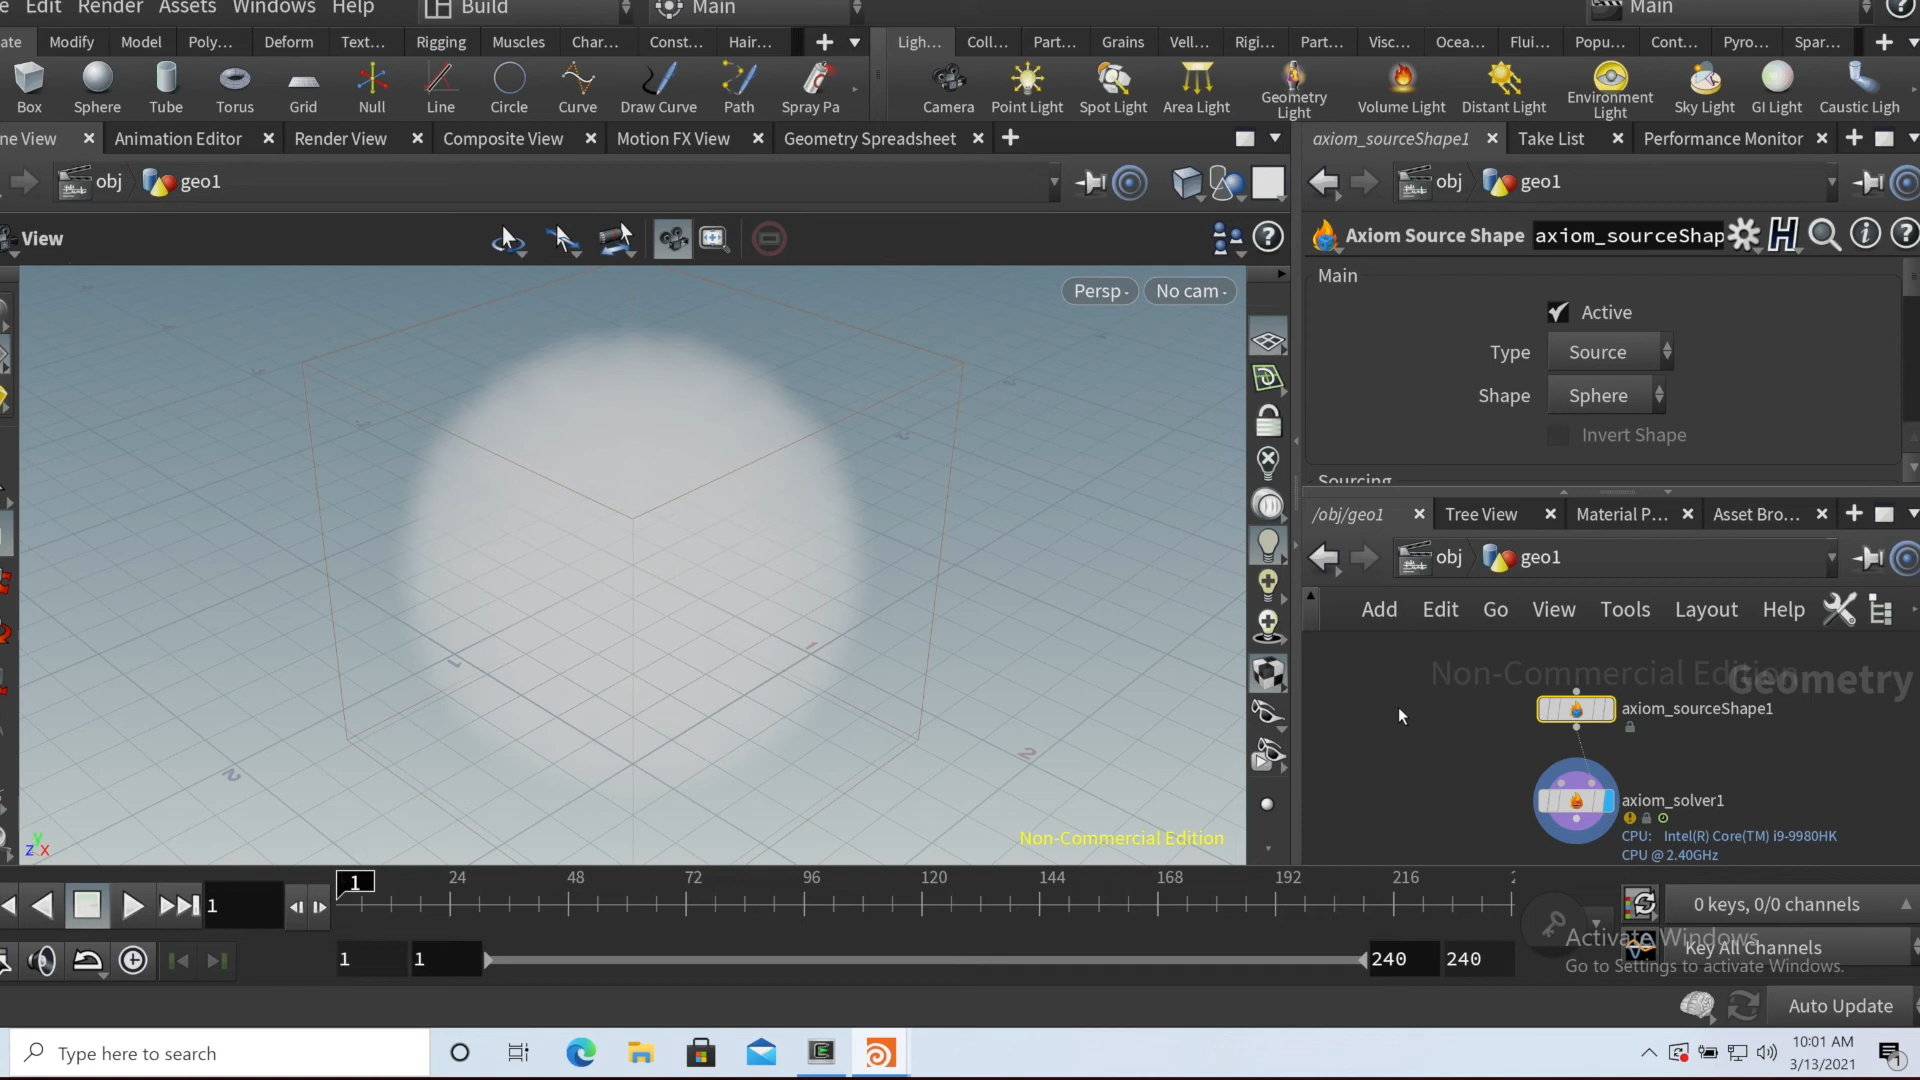 Edit Render Assets Windows Help
Build
Main
Main
Modify Model Poly... Deform Text... Rigging Muscles Char... Const... Hair...
Ligh... Coll... Part... Grains Vell... Rigi... Part... Visc... Ocea... Flui... Popu... Cont... Pyro... Spar...
Box Sphere Tube Torus Grid Null Line Circle Curve Draw Curve Path Spray Pa
Camera Point Light Spot Light Area Light Geometry Light Volume Light Distant Light Environment Light Sky Light GI Light Caustic Ligh
ne View Animation Editor Render View Composite View Motion FX View Geometry Spreadsheet
axiom_sourceShape1 Take List Performance Monitor
obj geo1
obj geo1
View
Axiom Source Shape axiom_sourceShap
Persp - No cam -
Main
Active
Type Source
Shape Sphere
Invert Shape
Sourcing
/obj/geo1 Tree View Material P... Asset Bro...
obj geo1
Add Edit Go View Tools Layout Help
Non-Commercial Edition
Geometry
axiom_sourceShape1
axiom_solver1
CPU: Intel(R) Core(TM) i9-9980HK
CPU @ 2.40GHz
Non-Commercial Edition
1 24 48 72 96 120 144 168 192 216
1
0 keys, 0/0 channels
Key All Channels
Activate Windows
Go to Settings to activate Windows.
1 1 240 240
Auto Update
Type here to search
10:01 AM
3/13/2021